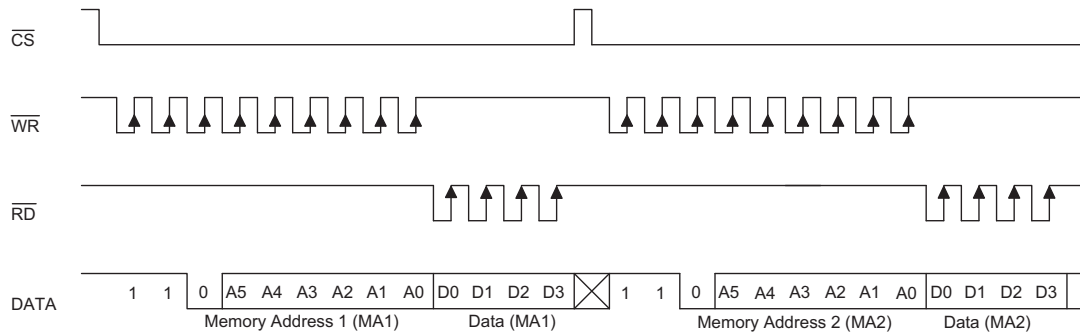 CS
WR
RD
DATA 1 1 0 A5 A4 A3 A2 A1 A0 D0 D1 D2 D3 1 1 0 A5 A4 A3 A2 A1 A0 D0 D1 D2 D3
Memory Address 1 (MA1) Data (MA1) Memory Address 2 (MA2) Data (MA2)